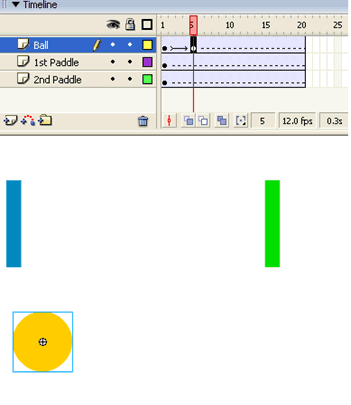 Timeline
1 5 10 15 20 25
Ball
1st Paddle
2nd Paddle
5 12.0 fps 0.3s